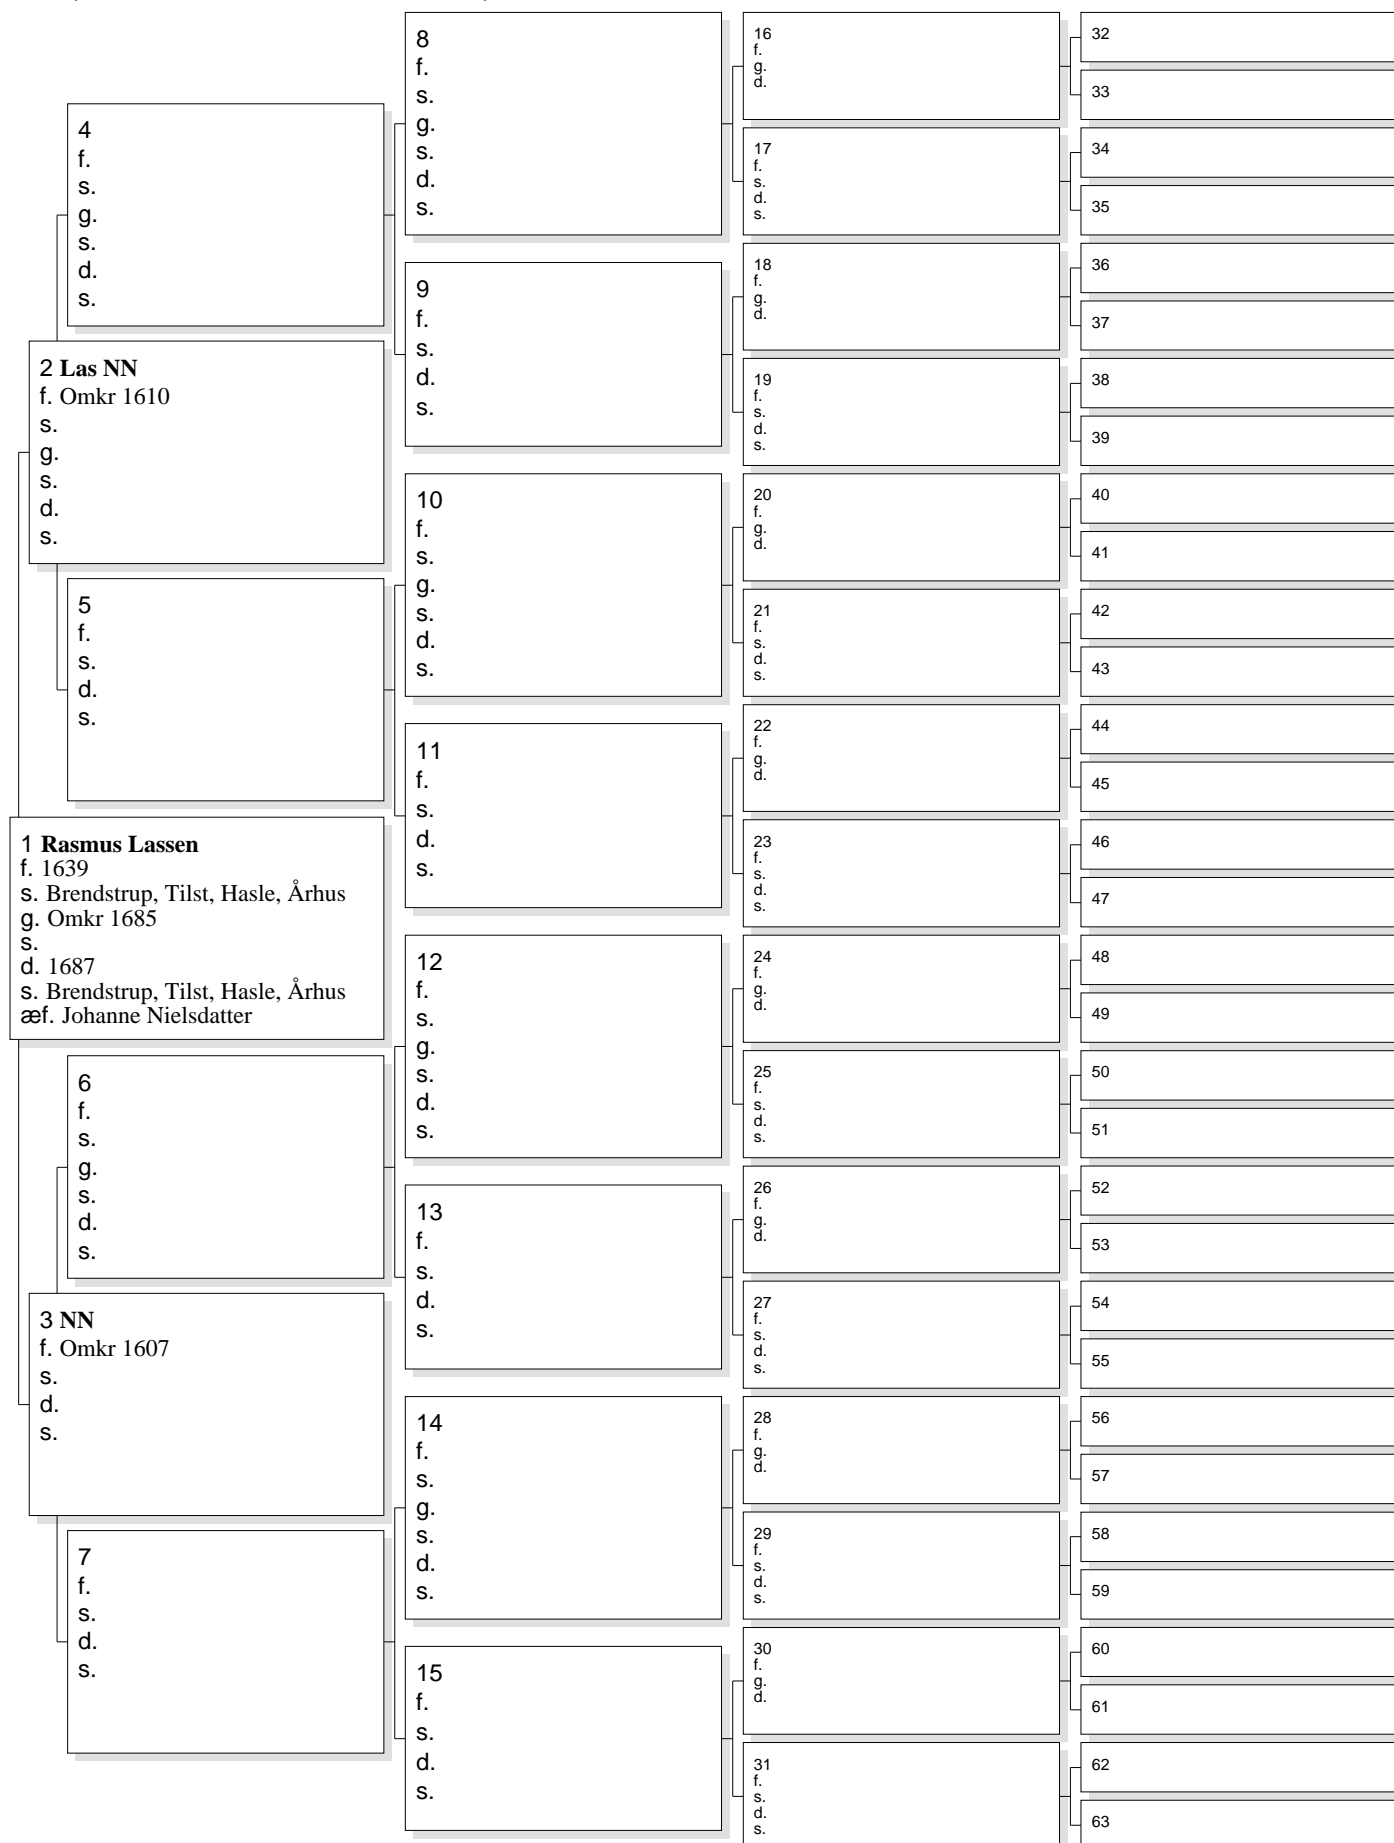 4
f.
s.
g.
s.
d.
s.
2 Las NN
f. Omkr 1610
s.
g.
s.
d.
s.
5
f.
s.
d.
s.
1 Rasmus Lassen
f. 1639
s. Brendstrup, Tilst, Hasle, Århus
g. Omkr 1685
s.
d. 1687
s. Brendstrup, Tilst, Hasle, Århus
æf. Johanne Nielsdatter
6
f.
s.
g.
s.
d.
s.
3 NN
f. Omkr 1607
s.
d.
s.
7
f.
s.
d.
s.
8
f.
s.
g.
s.
d.
s.
9
f.
s.
d.
s.
10
f.
s.
g.
s.
d.
s.
11
f.
s.
d.
s.
12
f.
s.
g.
s.
d.
s.
13
f.
s.
d.
s.
14
f.
s.
g.
s.
d.
s.
15
f.
s.
d.
s.
16
f.
g.
d.
17
f.
s.
d.
s.
18
f.
g.
d.
19
f.
s.
d.
s.
20
f.
g.
d.
21
f.
s.
d.
s.
22
f.
g.
d.
23
f.
s.
d.
s.
24
f.
g.
d.
25
f.
s.
d.
s.
26
f.
g.
d.
27
f.
s.
d.
s.
28
f.
g.
d.
29
f.
s.
d.
s.
30
f.
g.
d.
31
f.
s.
d.
s.
32
33
34
35
36
37
38
39
40
41
42
43
44
45
46
47
48
49
50
51
52
53
54
55
56
57
58
59
60
61
62
63